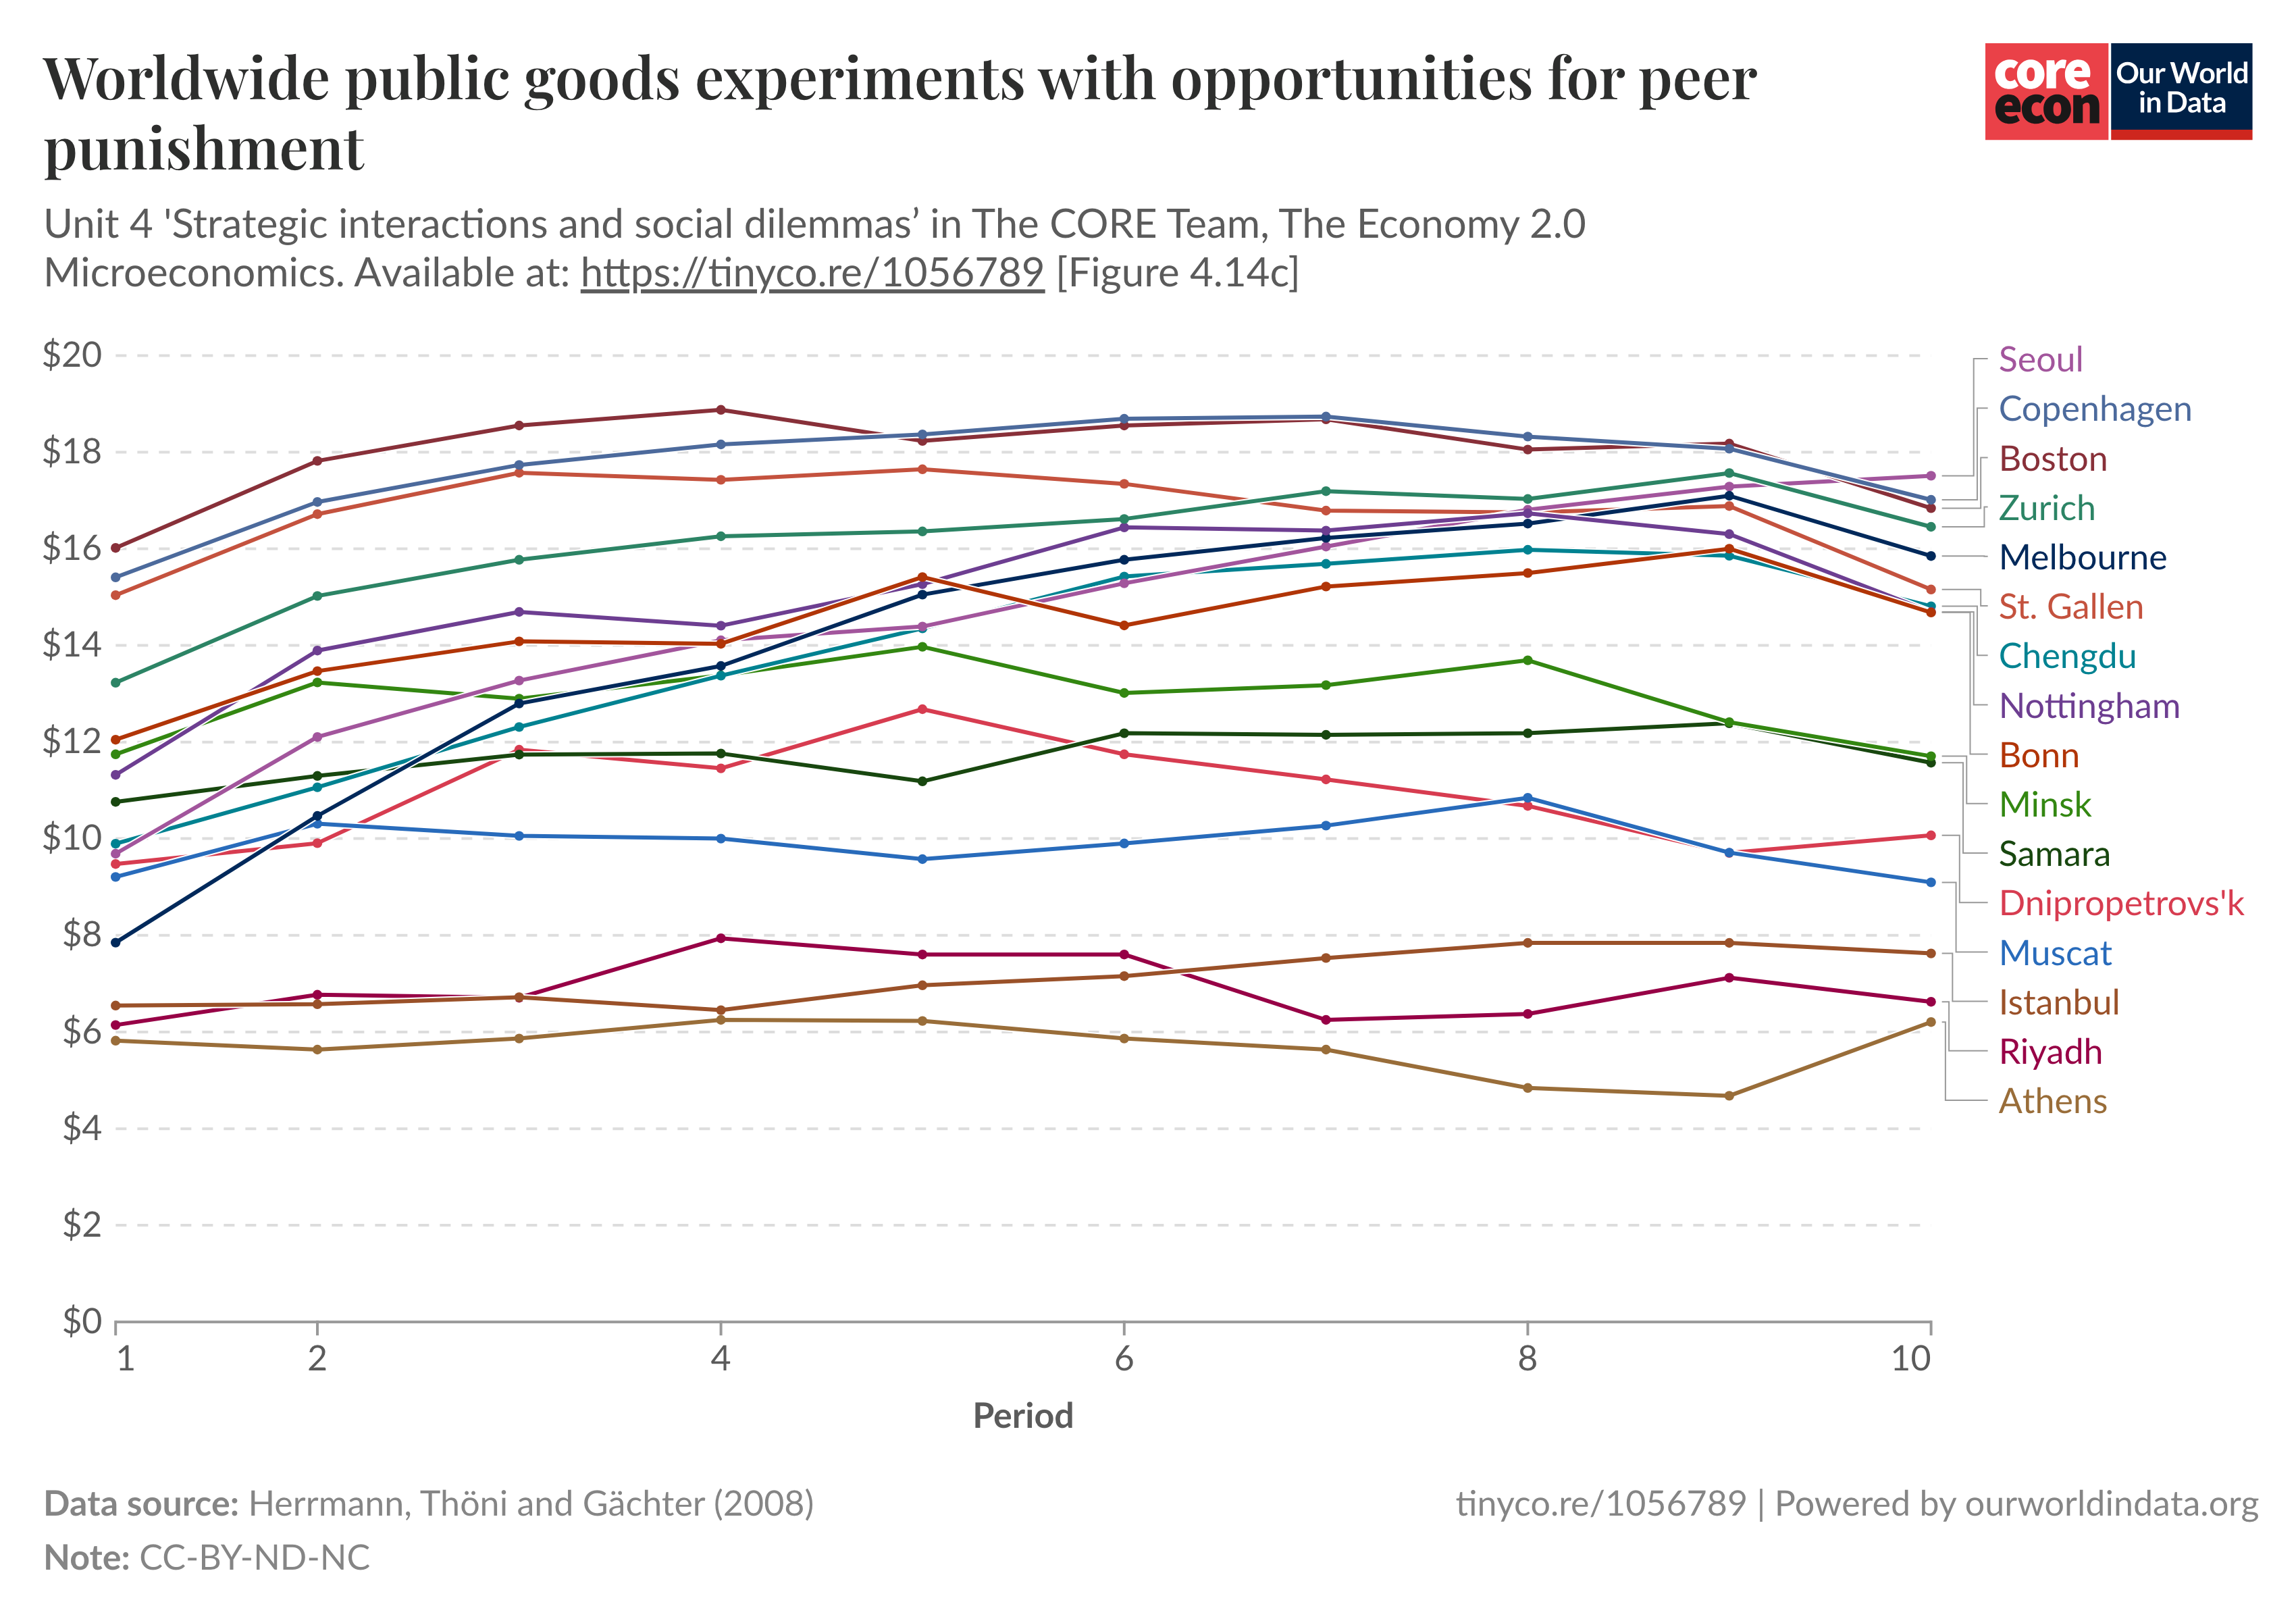 Worldwide public goods experiments with opportunities for peer
punishment
core
econ
Our World
in Data
Unit 4 'Strategic interactions and social dilemmas’ in The CORE Team, The Economy 2.0
Microeconomics. Available at: https://tinyco.re/1056789 [Figure 4.14c]
$20
$18
$16
$14
$12
$10
$8
$6
$4
$2
$0
Seoul
Copenhagen
Boston
Zurich
Melbourne
St. Gallen
Chengdu
Nottingham
Bonn
Minsk
Samara
Dnipropetrovs'k
Muscat
Istanbul
Riyadh
Athens
1 2 4 6 8 10
Period
Data source: Herrmann, Thöni and Gächter (2008)
tinyco.re/1056789 | Powered by ourworldindata.org
Note: CC-BY-ND-NC